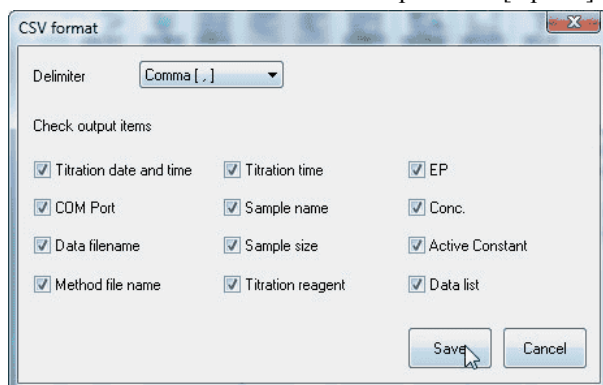 CSV format
Delimiter Comma [ , ]
Check output items
Titration date and time Titration time EP
COM Port Sample name Conc.
Data filename Sample size Active Constant
Method file name Titration reagent Data list
Save Cancel